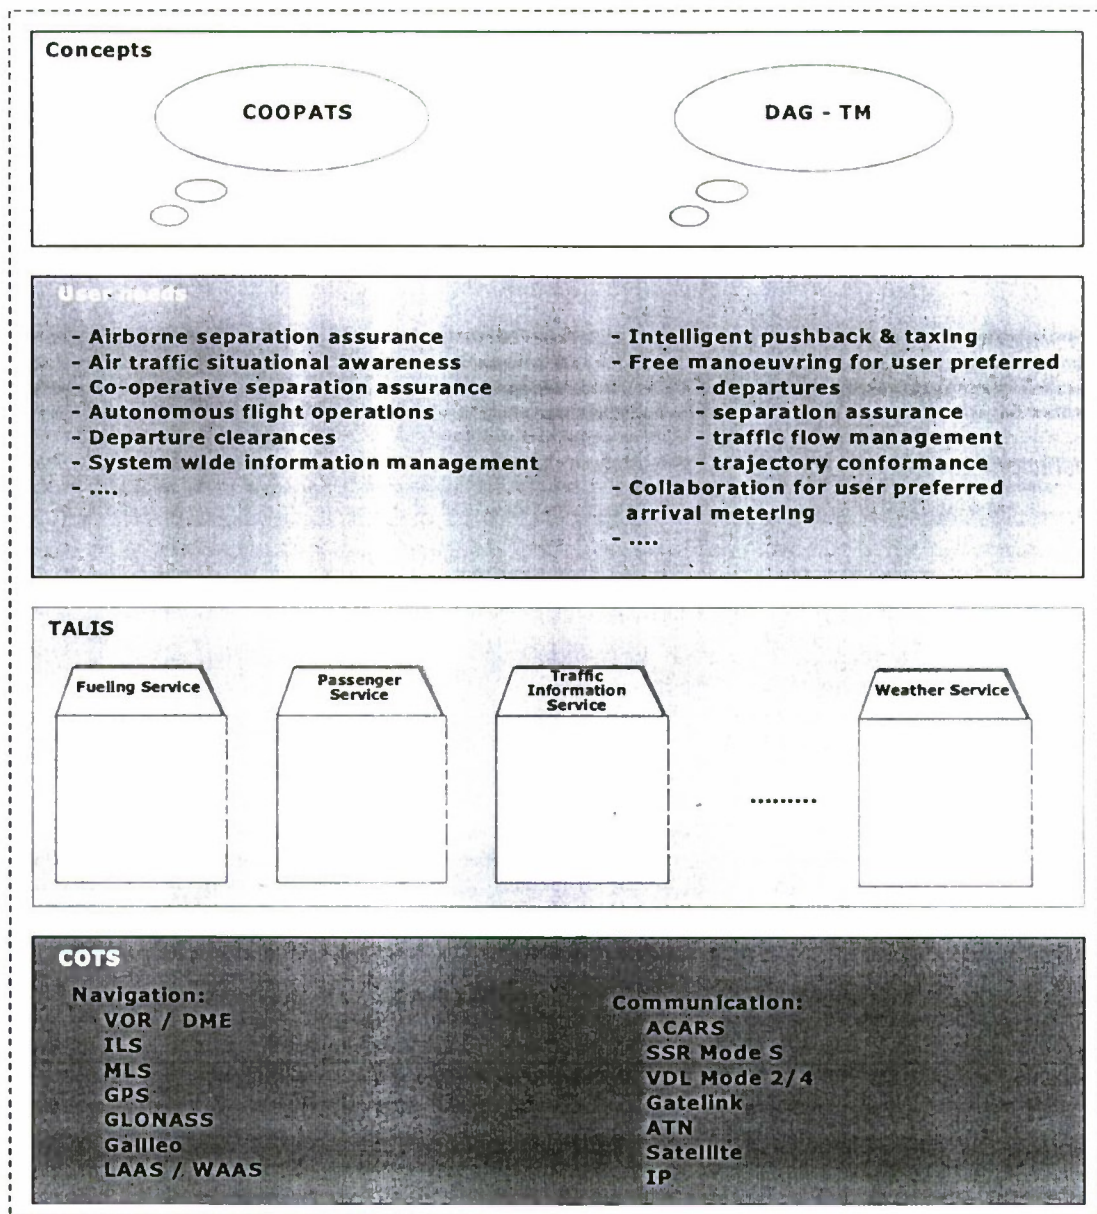 Concepts
COOPATS
DAG - TM
User needs
- Airborne separation assurance
- Air traffic situational awareness
- Co-operative separation assurance
- Autonomous flight operations
- Departure clearances
- System wide information management
- ....
- Intelligent pushback & taxing
- Free manoeuvring for user preferred
- departures
- separation assurance
- traffic flow management
- trajectory conformance
- Collaboration for user preferred
arrival metering
- ....
TALIS
Fueling Service
Passenger
Service
Traffic
Information
Service
.........
Weather Service
COTS
Navigation:
VOR / DME
ILS
MLS
GPS
GLONASS
Galileo
LAAS / WAAS
Communication:
ACARS
SSR Mode S
VDL Mode 2/4
Gatelink
ATN
Satellite
IP